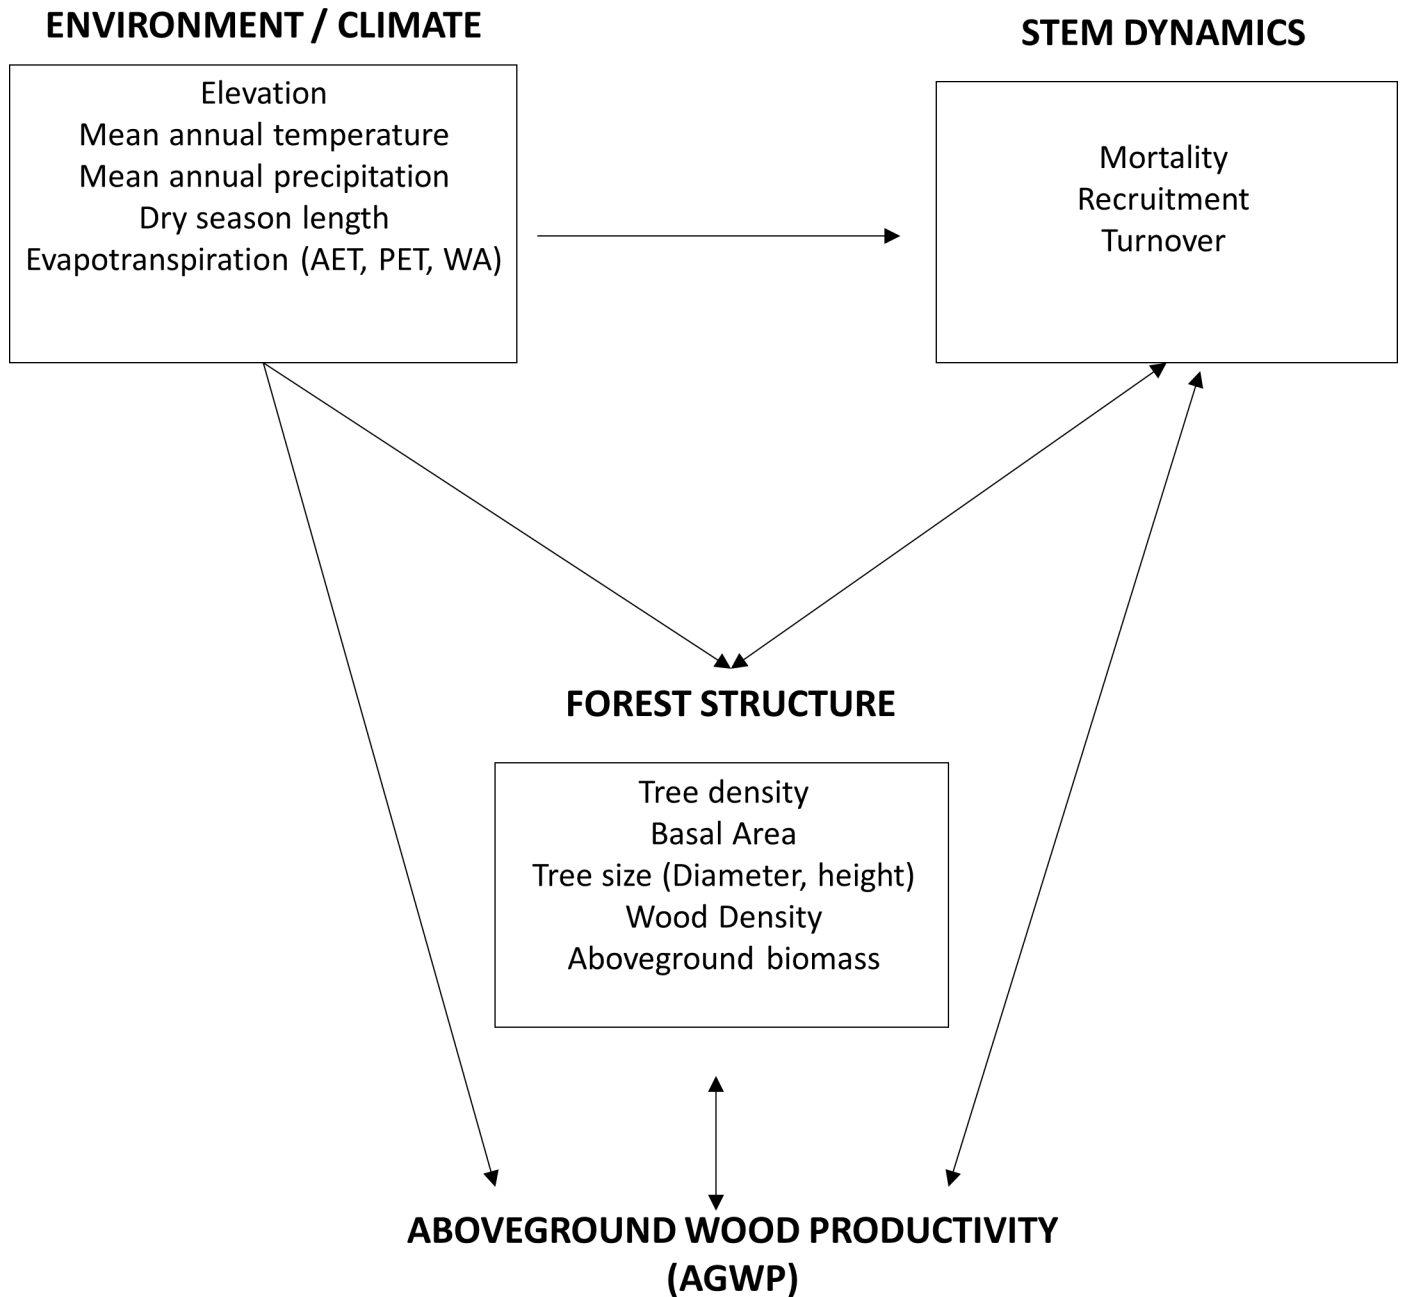 ENVIRONMENT / CLIMATE
Elevation
Mean annual temperature
Mean annual precipitation
Dry season length
Evapotranspiration (AET, PET, WA)
STEM DYNAMICS
Mortality
Recruitment
Turnover
FOREST STRUCTURE
Tree density
Basal Area
Tree size (Diameter, height)
Wood Density
Aboveground biomass
ABOVEGROUND WOOD PRODUCTIVITY
(AGWP)